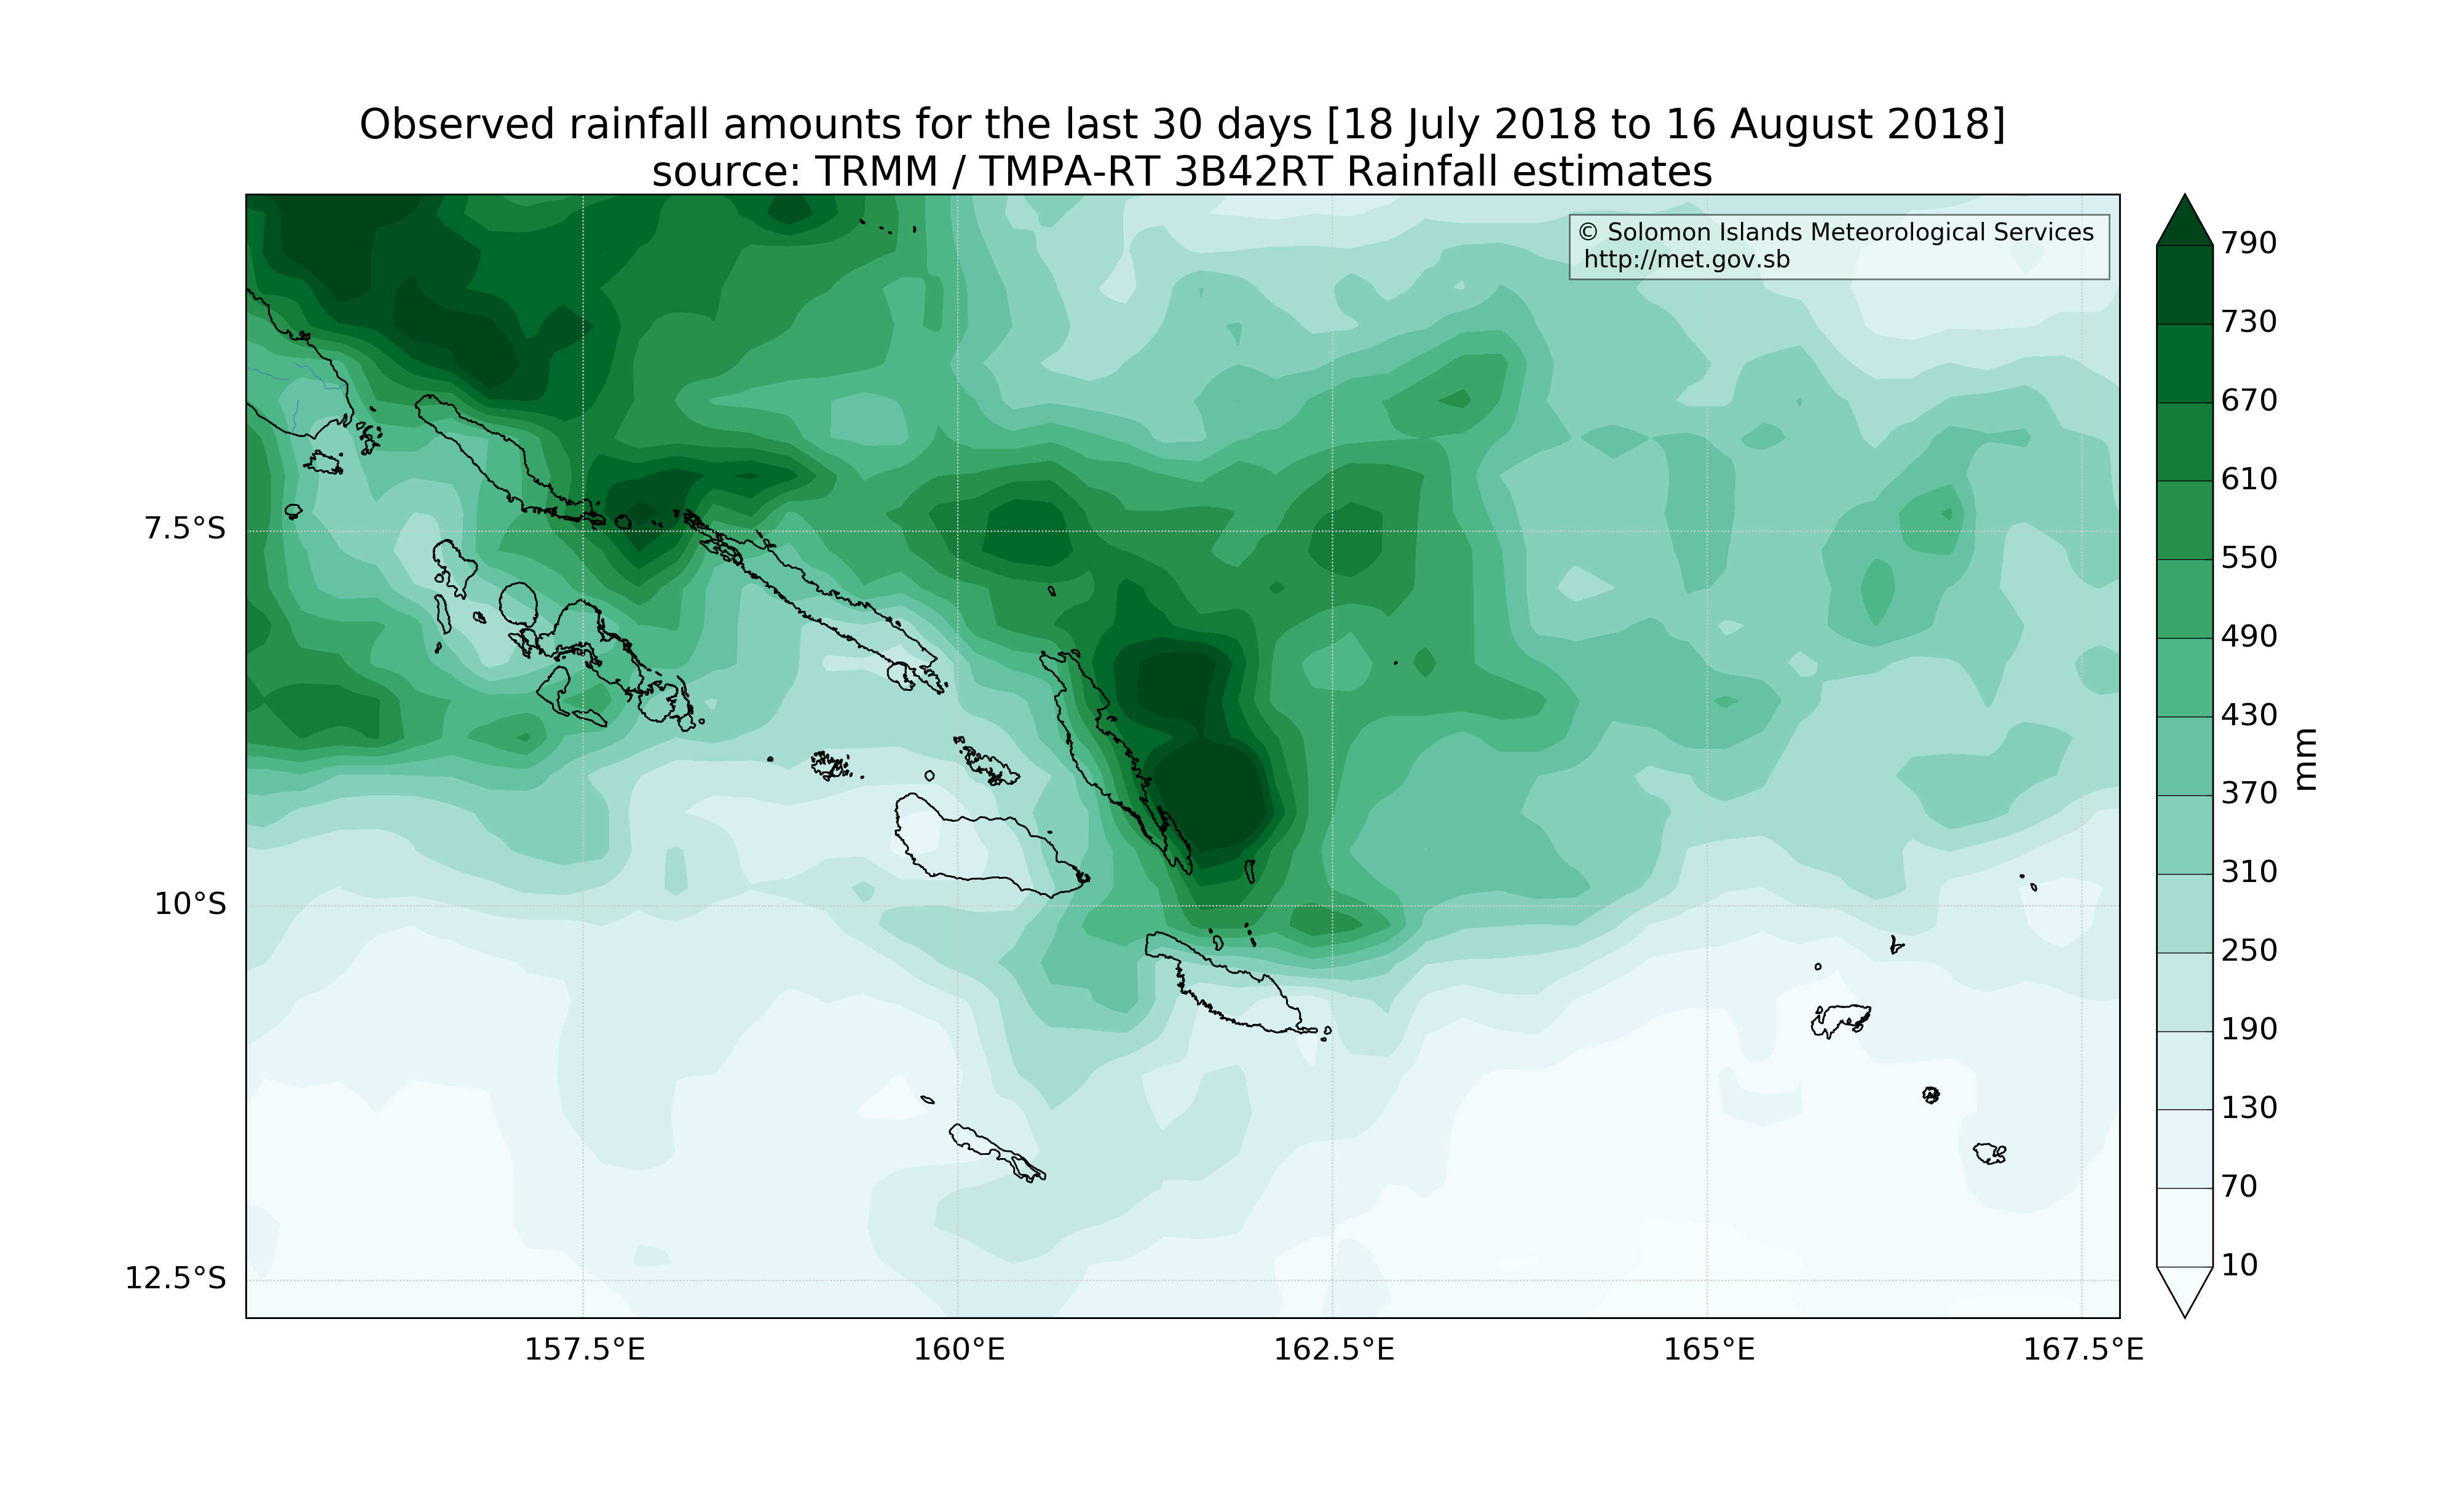 Observed rainfall amounts for the last 30 days [18 July 2018 to 16 August 2018]
source: TRMM / TMPA-RT 3B42RT Rainfall estimates
© Solomon Islands Meteorological Services
http://met.gov.sb
7.5°S
10°S
12.5°S
157.5°E
160°E
162.5°E
165°E
167.5°E
790
730
670
610
550
490
430
370
310
250
190
130
70
10
mm